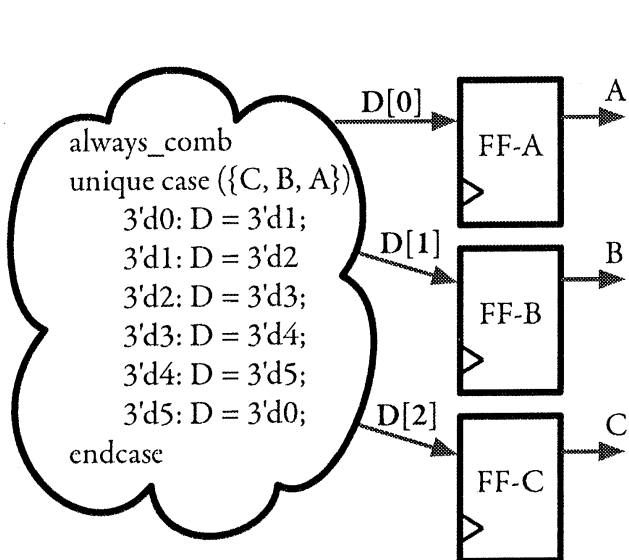 always_comb
unique case ({C, B, A})
3'd0: D = 3'd1;
3'd1: D = 3'd2
3'd2: D = 3'd3;
3'd3: D = 3'd4;
3'd4: D = 3'd5;
3'd5: D = 3'd0;
endcase
D[0]
FF-A
A
D[1]
FF-B
B
D[2]
FF-C
C